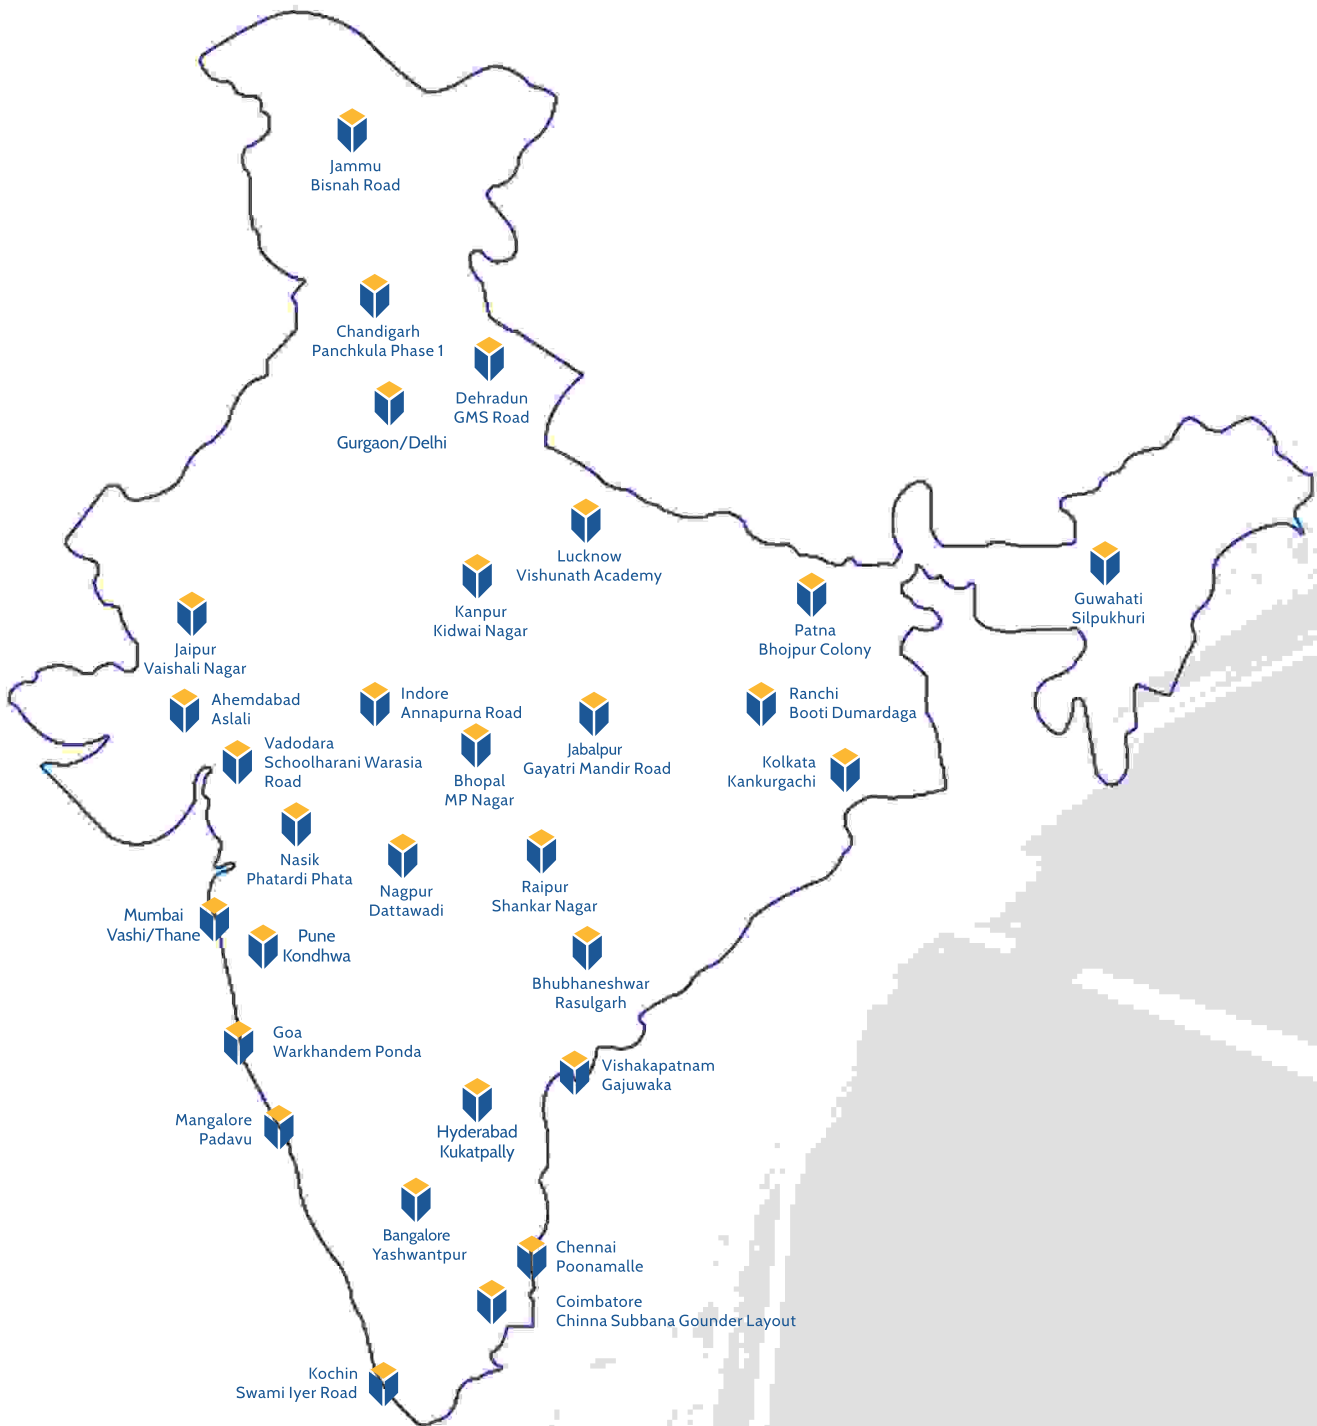 Jammu
Bisnah Road
Chandigarh
Panchkula Phase 1
Dehradun
GMS Road
Gurgaon/Delhi
Lucknow
Vishunath Academy
Kanpur
Kidwai Nagar
Patna
Bhojpur Colony
Guwahati
Silpukhuri
Jaipur
Vaishali Nagar
Ahemdabad
Aslali
Indore
Annapurna Road
Ranchi
Booti Dumardaga
Vadodara
Schoolharani Warasia
Road
Jabalpur
Gayatri Mandir Road
Kolkata
Kankurgachi
Bhopal
MP Nagar
Nasik
Phatardi Phata
Nagpur
Dattawadi
Raipur
Shankar Nagar
Mumbai
Vashi/Thane
Pune
Kondhwa
Bhubhaneshwar
Rasulgarh
Goa
Warkhandem Ponda
Vishakapatnam
Gajuwaka
Mangalore
Padavu
Hyderabad
Kukatpally
Bangalore
Yashwantpur
Chennai
Poonamalle
Coimbatore
Chinna Subbana Gounder Layout
Kochin
Swami Iyer Road